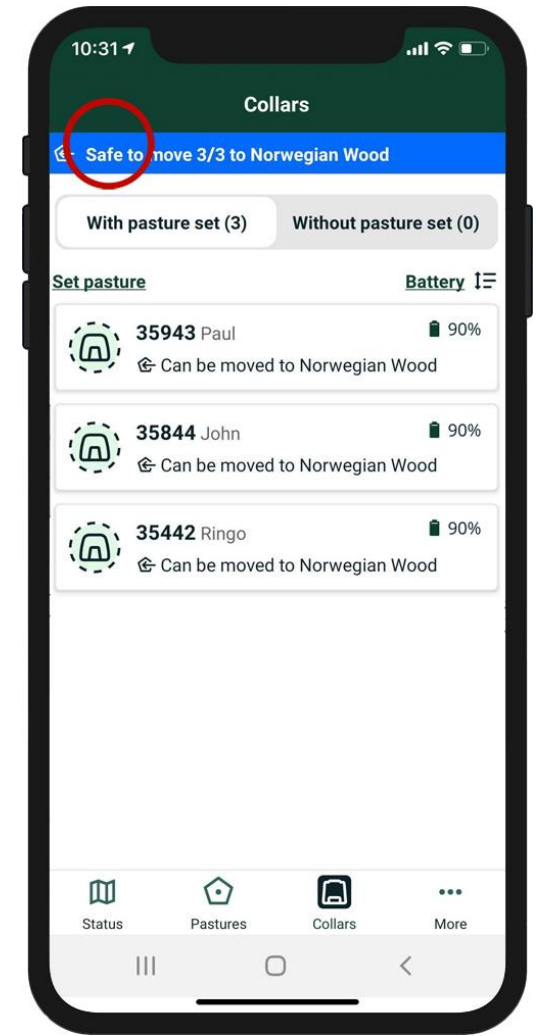 10:31
Collars
Safe to move 3/3 to Norwegian Wood
With pasture set (3) Without pasture set (0)
Set pasture Battery
35943 Paul 90%
Can be moved to Norwegian Wood
35844 John 90%
Can be moved to Norwegian Wood
35442 Ringo 90%
Can be moved to Norwegian Wood
Status Pastures Collars More